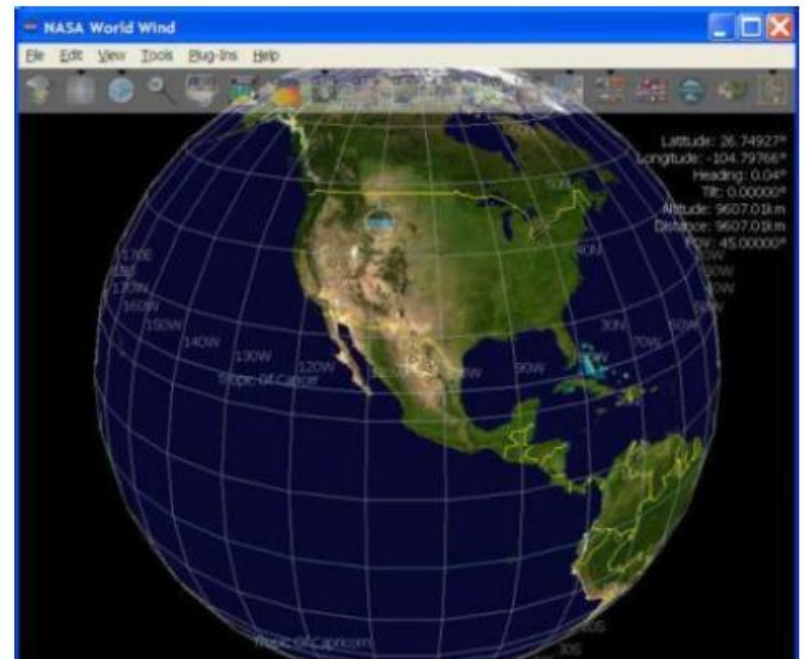 NASA World Wind
File Edit View Tools Plug-Ins Help
Latitude: 26.74927°
Longitude: -104.79766°
Heading: 0.04°
Tilt: 0.00000°
Altitude: 9607.01km
Distance: 9607.01km
FOV: 45.00000°
50N
40N
170E
170W
160W
150W
140W
130W
120W
90W
30N
70W
60W
Tropic Of Cancer
Tropic Of Capricorn
30S